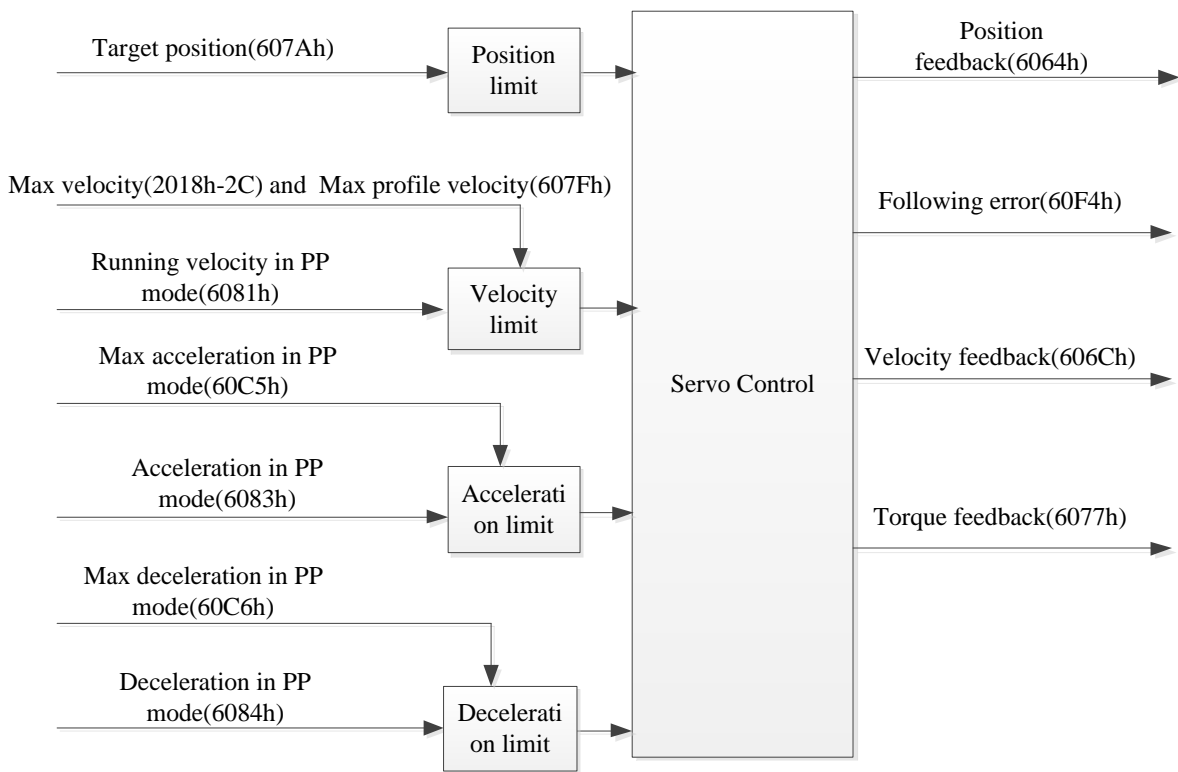 Target position(607Ah)
Position
limit
Position
feedback(6064h)
Max velocity(2018h-2C) and  Max profile velocity(607Fh)
Following error(60F4h)
Running velocity in PP
mode(6081h)
Velocity
limit
Max acceleration in PP
mode(60C5h)
Servo Control
Velocity feedback(606Ch)
Acceleration in PP
mode(6083h)
Accelerati
on limit
Torque feedback(6077h)
Max deceleration in PP
mode(60C6h)
Deceleration in PP
mode(6084h)
Decelerati
on limit